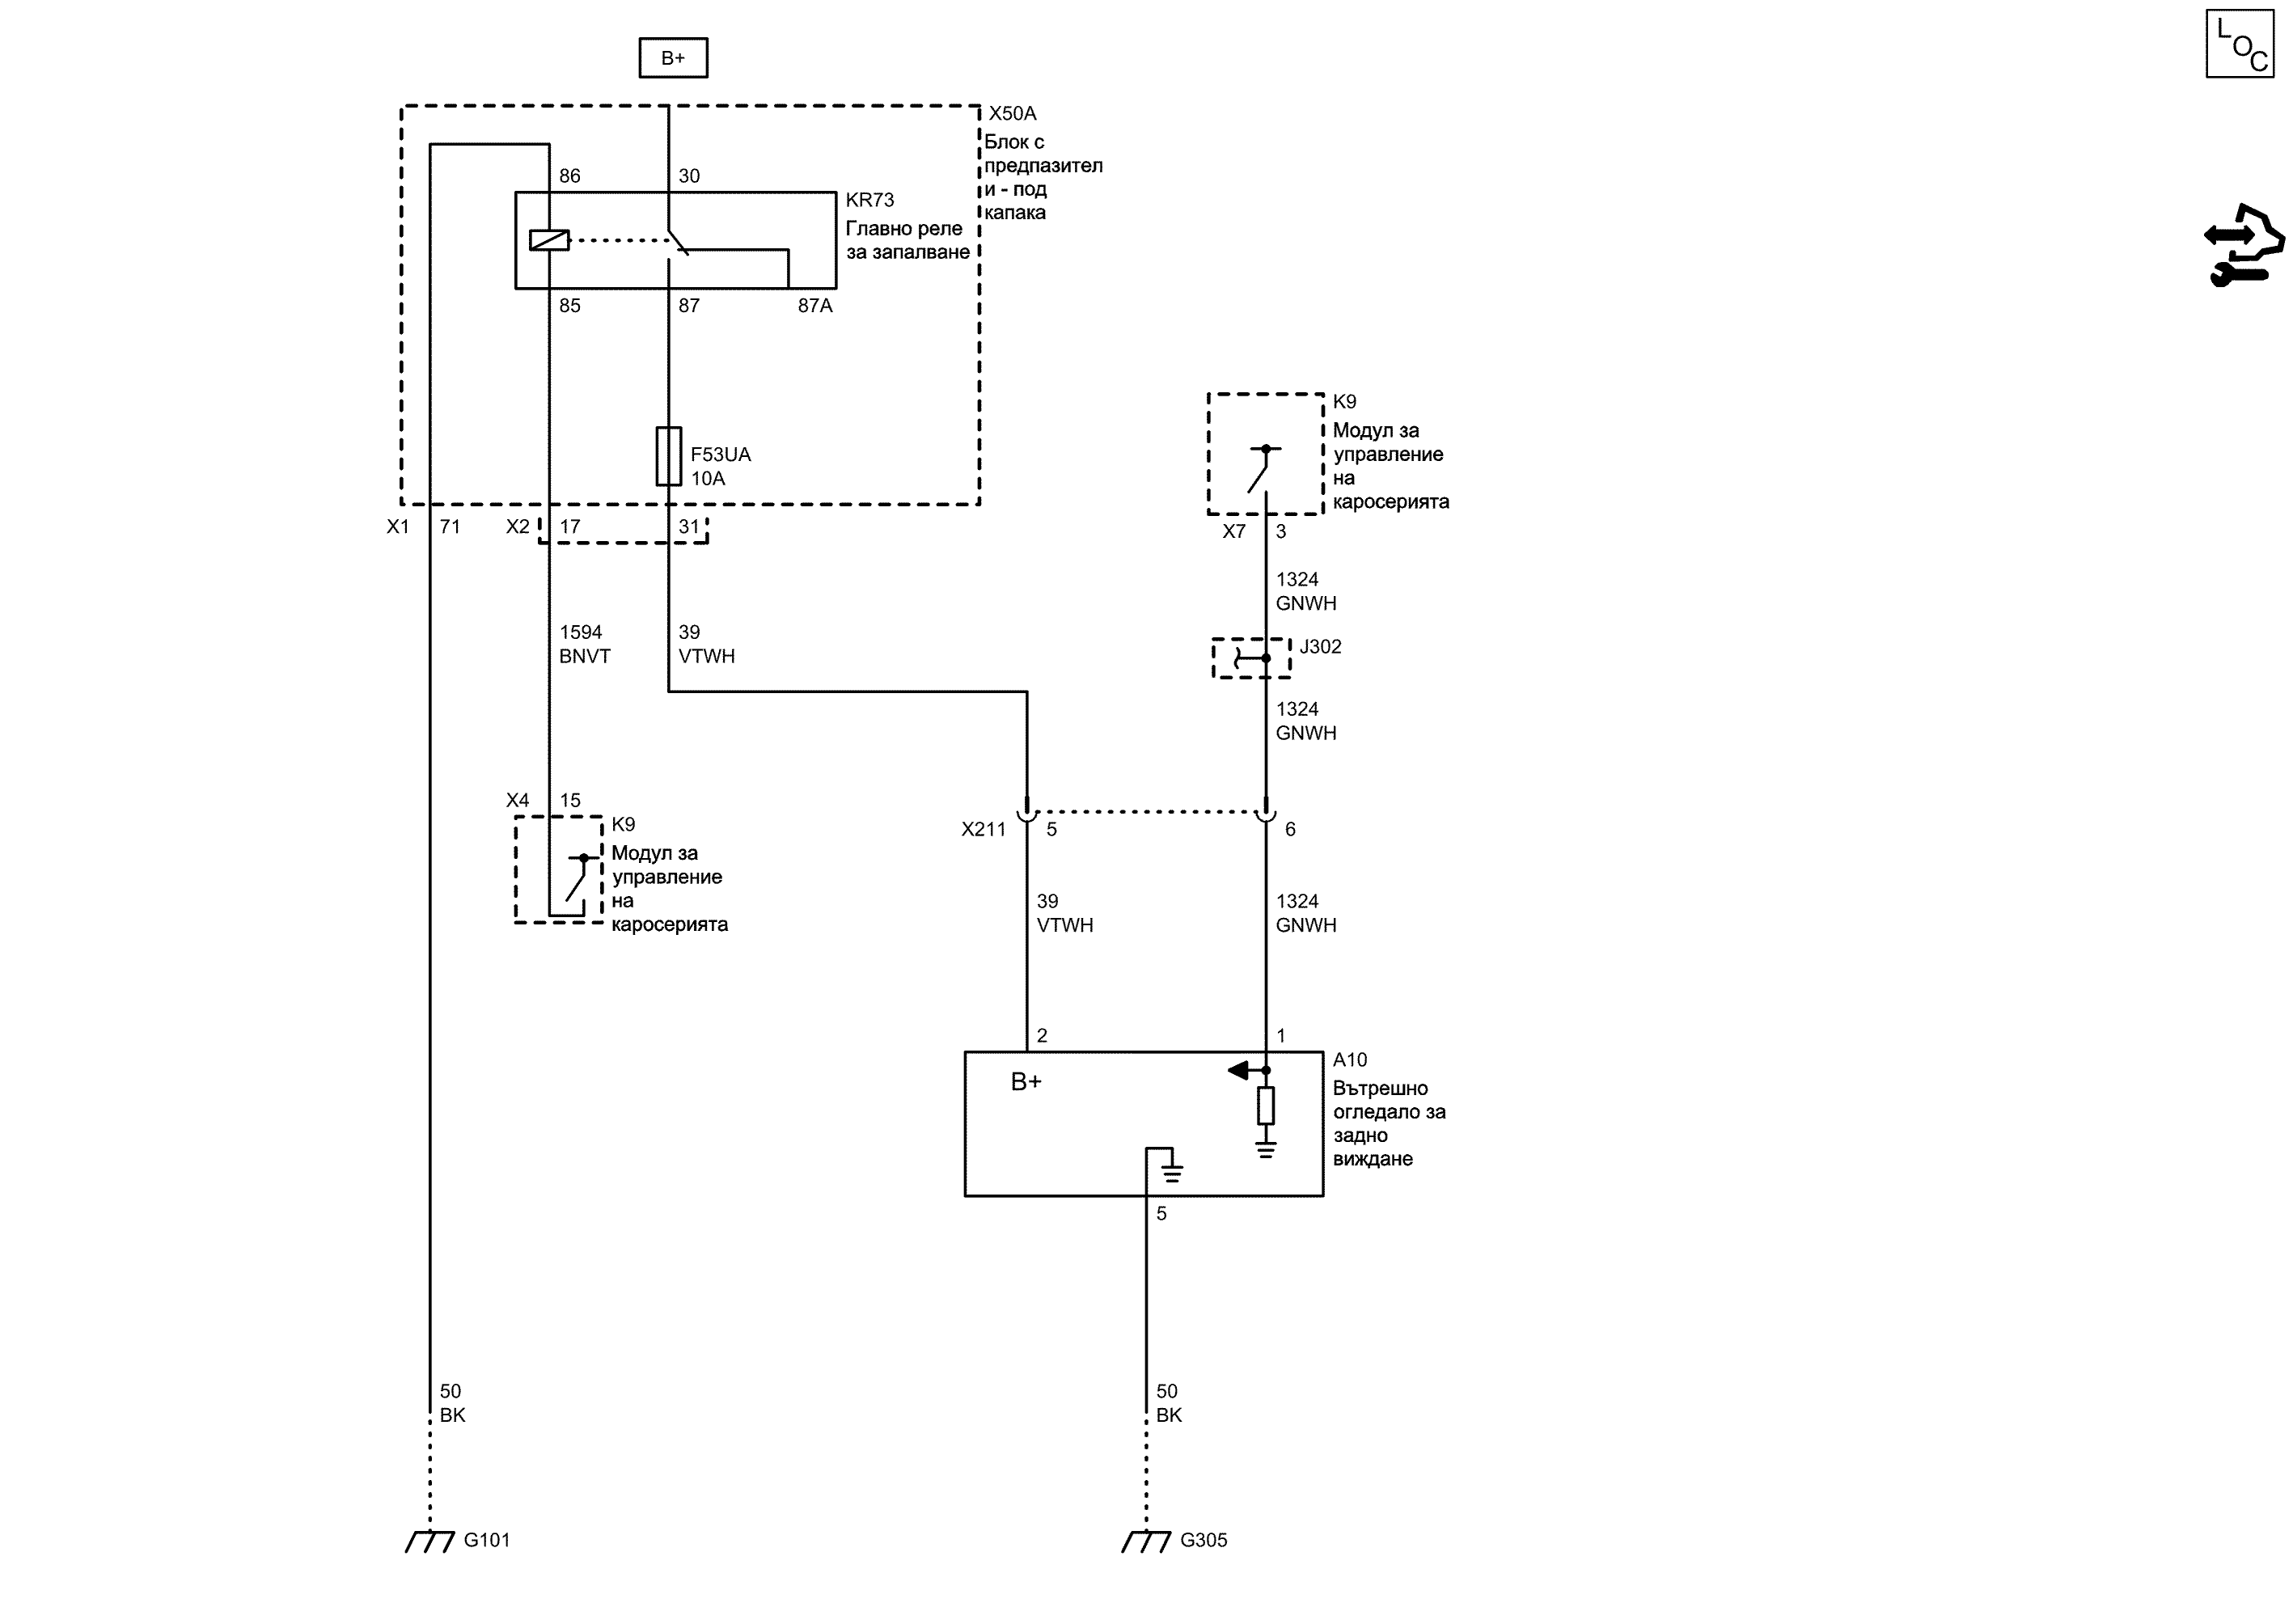 B+
L
O
C
X50A
Блок с
предпазител
и - под
капака
86
30
KR73
Главно реле
за запалване
85
87
87A
F53UA
10A
X1
71
X2
17
31
K9
Модул за
управление
на
каросерията
X7
3
1324
GNWH
J302
1594
BNVT
39
VTWH
1324
GNWH
X4
15
K9
Модул за
управление
на
каросерията
X211
5
6
39
VTWH
1324
GNWH
2
1
A10
Вътрешно
огледало за
задно
виждане
B+
5
50
BK
50
BK
G101
G305